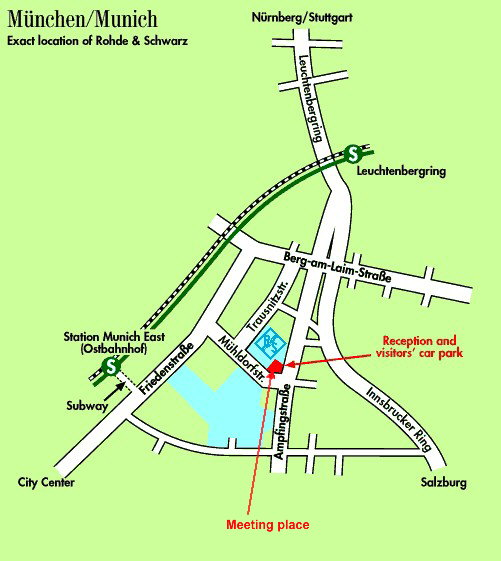 München/Munich
Exact location of Rohde & Schwarz
Nürnberg/Stuttgart
Leuchtenbergring
S
Leuchtenbergring
Berg-am-Laim-Straße
Trausnitzstr.
Station Munich East
(Ostbahnhof)
S
Friedenstraße
Mühldorfstr.
Reception and
visitors' car park
Subway
Ampfingstraße
Innsbrucker Ring
City Center
Salzburg
Meeting place